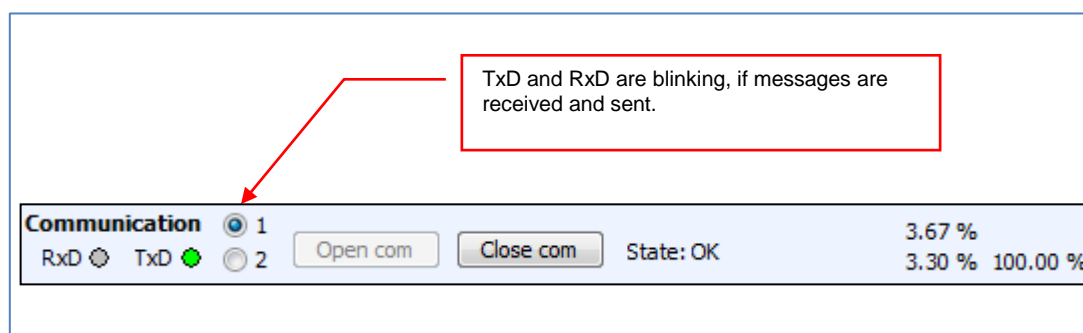 TxD and RxD are blinking, if messages are
received and sent.
Communication 1
RxD TxD 2 Open com Close com State: OK
3.67 %
3.30 % 100.00 %